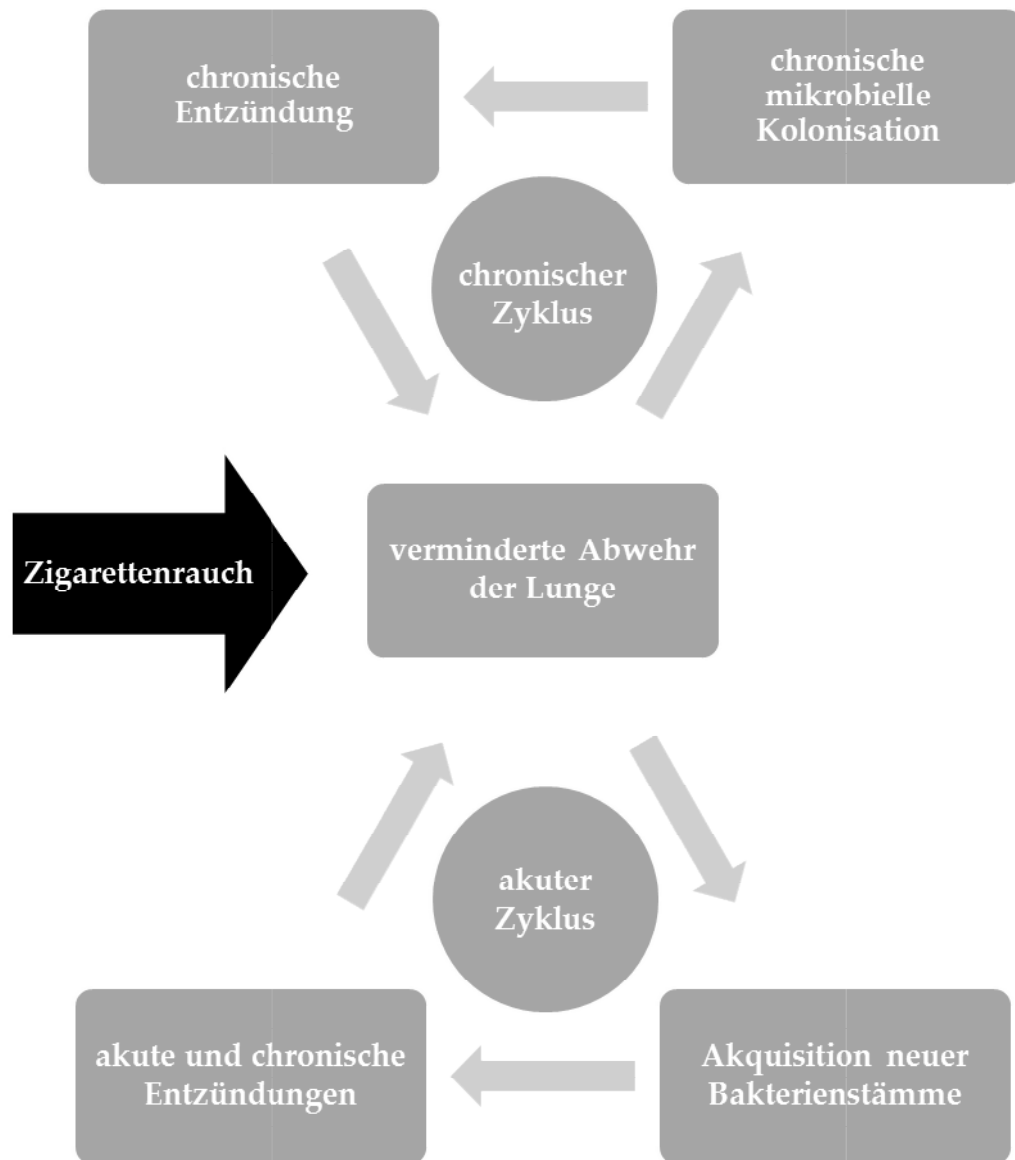 chronische
Entzündung
chronische
mikrobielle
Kolonisation
chronischer
Zyklus
Zigarettenrauch
verminderte Abwehr
der Lunge
akuter
Zyklus
akute und chronische
Entzündungen
Akquisition neuer
Bakterienstämme